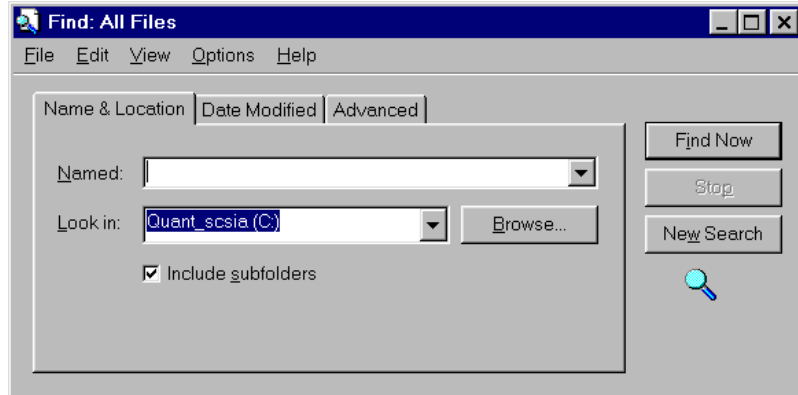 Find: All Files
File Edit View Options Help
Name & Location Date Modified Advanced
Named:
Look in: Quant_scsia (C:) Browse...
Include subfolders
Find Now
Stop
New Search